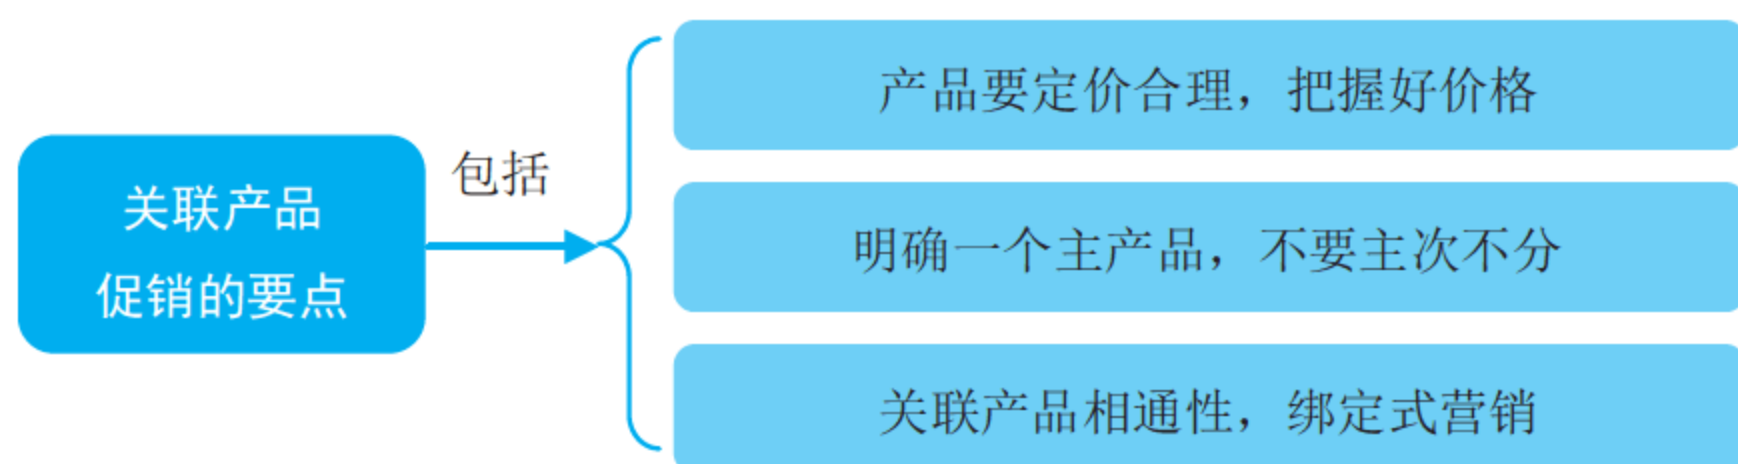 关联产品
促销的要点
包括
产品要定价合理，把握好价格
明确一个主产品，不要主次不分
关联产品相通性，绑定式营销